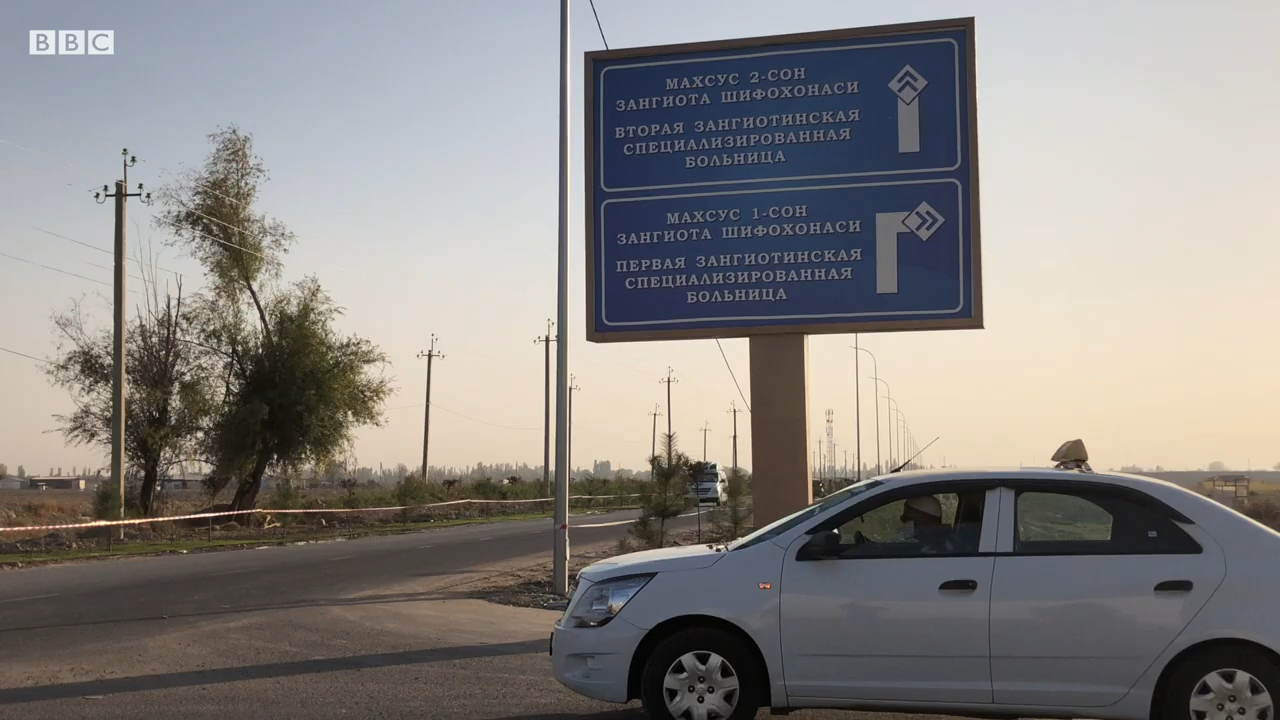 BBC
МАХСУС 2-СОН
ЗАНГИОТА ШИФОХОНАСИ
ВТОРАЯ ЗАНГИОТИНСКАЯ
СПЕЦИАЛИЗИРОВАННАЯ
БОЛЬНИЦА
МАХСУС 1-СОН
ЗАНГИОТА ШИФОХОНАСИ
ПЕРВАЯ ЗАНГИОТИНСКАЯ
СПЕЦИАЛИЗИРОВАННАЯ
БОЛЬНИЦА